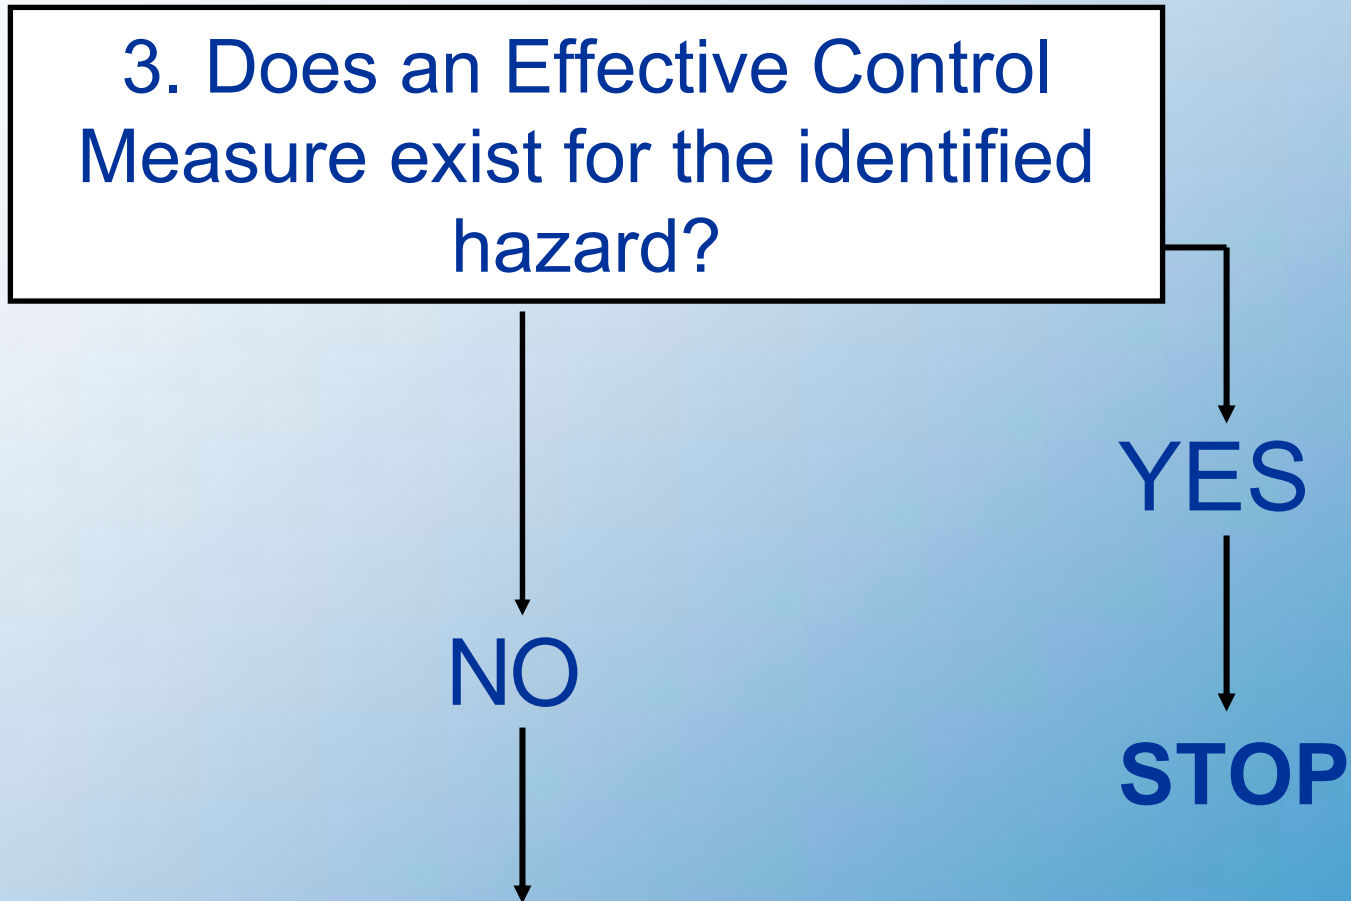 3. Does an Effective Control
Measure exist for the identified
hazard?
YES
NO
STOP